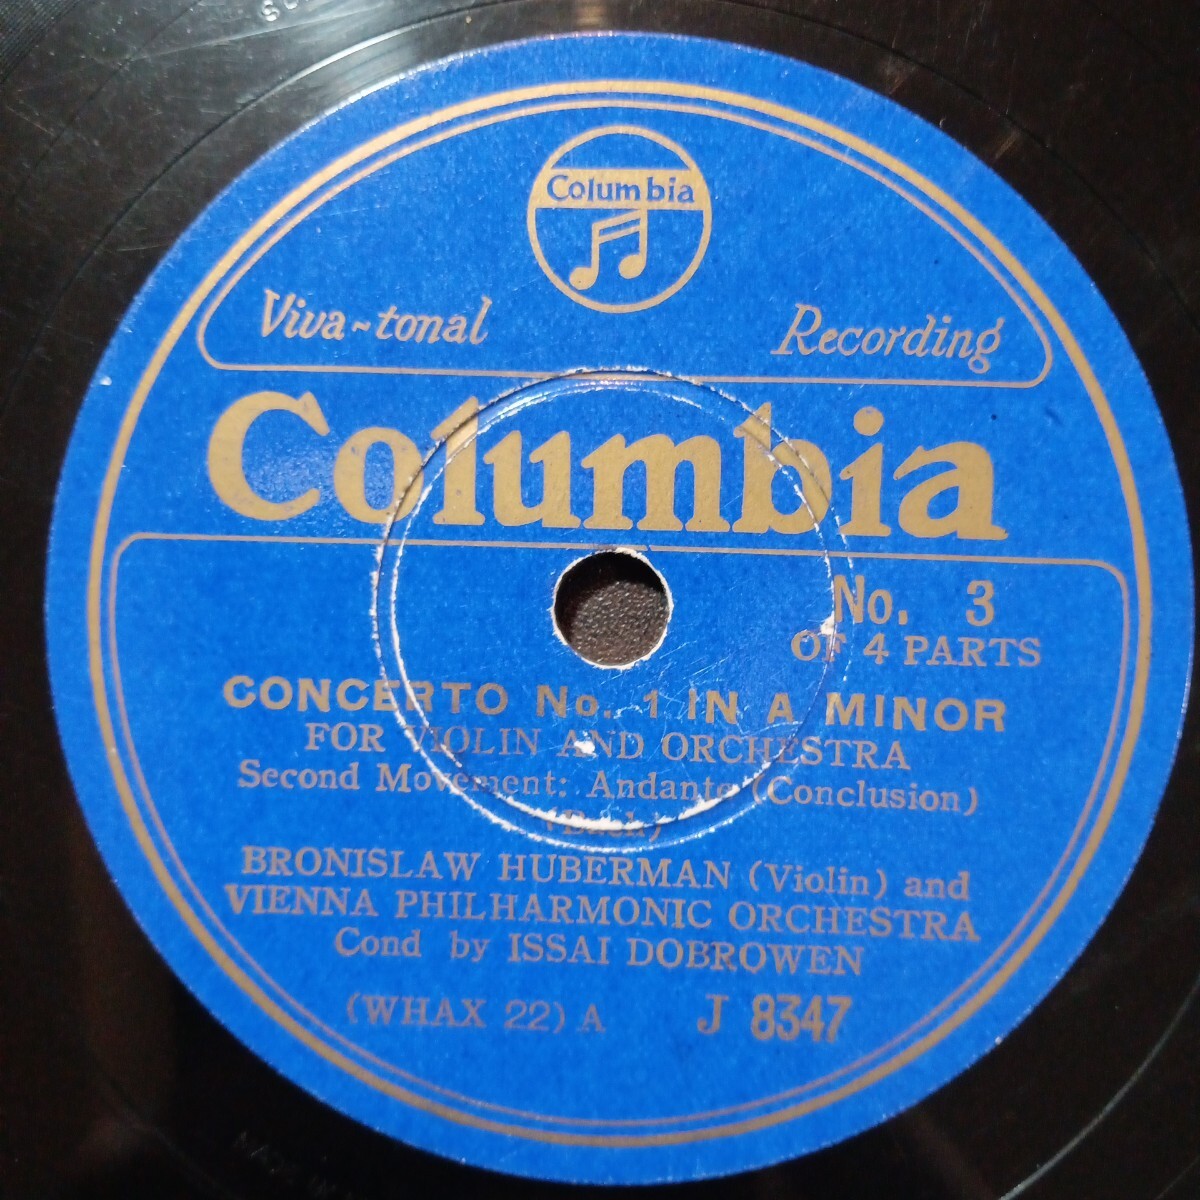 Columbia
Viva~tonal Recording
Columbia
No. 3
OF 4 PARTS
CONCERTO No. 1 IN A MINOR
FOR VIOLIN AND ORCHESTRA
Second Movement: Andante (Conclusion)
(Bach)
BRONISLAW HUBERMAN (Violin) and
VIENNA PHILHARMONIC ORCHESTRA
Cond by ISSAI DOBROWEN
(WHAX 22) A J 8347